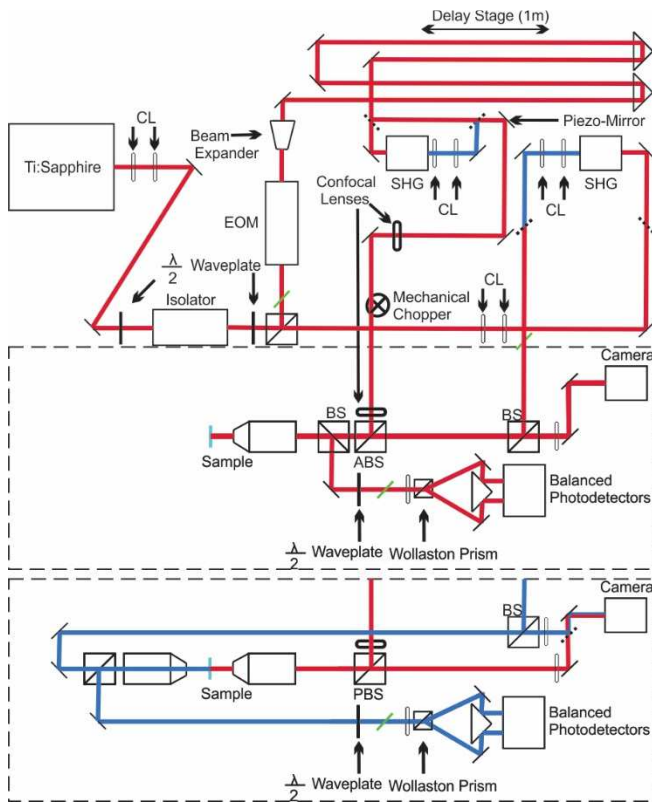 Delay Stage (1m)
CL
Beam
Expander
Piezo-Mirror
Ti:Sapphire
SHG
SHG
CL
CL
Confocal
Lenses
EOM
λ
2
Waveplate
Isolator
Mechanical
Chopper
CL
Camera
BS
BS
Sample
ABS
Balanced
Photodetectors
λ
2
Waveplate
Wollaston Prism
BS
Camera
Sample
PBS
Balanced
Photodetectors
λ
2
Waveplate
Wollaston Prism